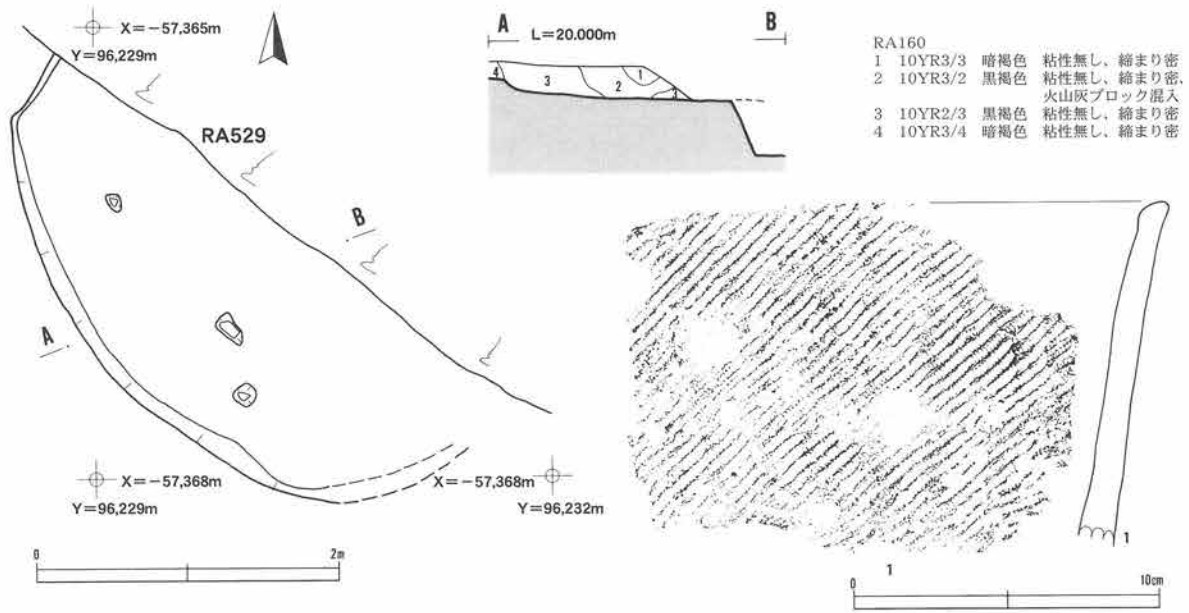 X=−57,365m
Y=96,229m
RA529
B
A
X=−57,368m
Y=96,229m
X=−57,368m
Y=96,232m
0 2m
A L=20.000m B
4 3 2 1 4
RA160
1 10YR3/3 暗褐色 粘性無し、締まり密
2 10YR3/2 黒褐色 粘性無し、締まり密、
火山灰ブロック混入
3 10YR2/3 黒褐色 粘性無し、締まり密
4 10YR3/4 暗褐色 粘性無し、締まり密
1
1
0 10cm